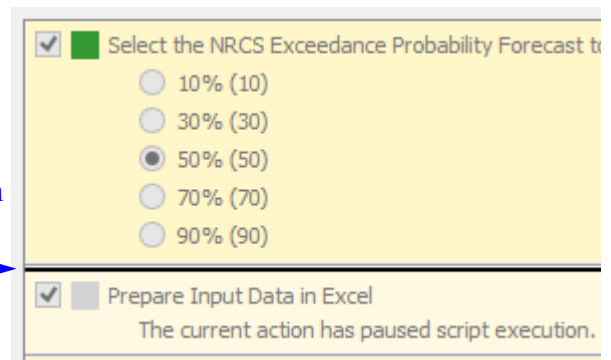 Select the NRCS Exceedance Probability Forecast to
10% (10)
30% (30)
50% (50)
70% (70)
90% (90)
Prepare Input Data in Excel
The current action has paused script execution.